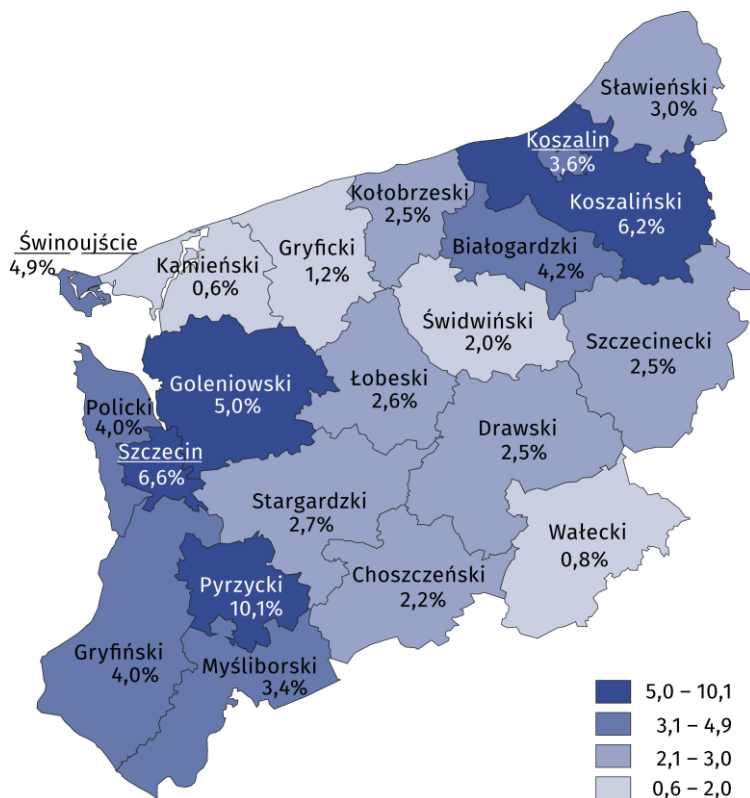 Sławieński
3,0%
Koszalin
3,6%
Kołobrzeski
2,5%
Koszaliński
6,2%
Świnoujście
4,9%
Kamieński
0,6%
Gryficki
1,2%
Białogardzki
4,2%
Świdwiński
2,0%
Szczecinecki
2,5%
Goleniowski
5,0%
Łobeski
2,6%
Policki
4,0%
Szczecin
6,6%
Drawski
2,5%
Stargardzki
2,7%
Wałecki
0,8%
Pyrzycki
10,1%
Choszczeński
2,2%
Gryfiński
4,0%
Myśliborski
3,4%
5,0 – 10,1
3,1 – 4,9
2,1 – 3,0
0,6 – 2,0